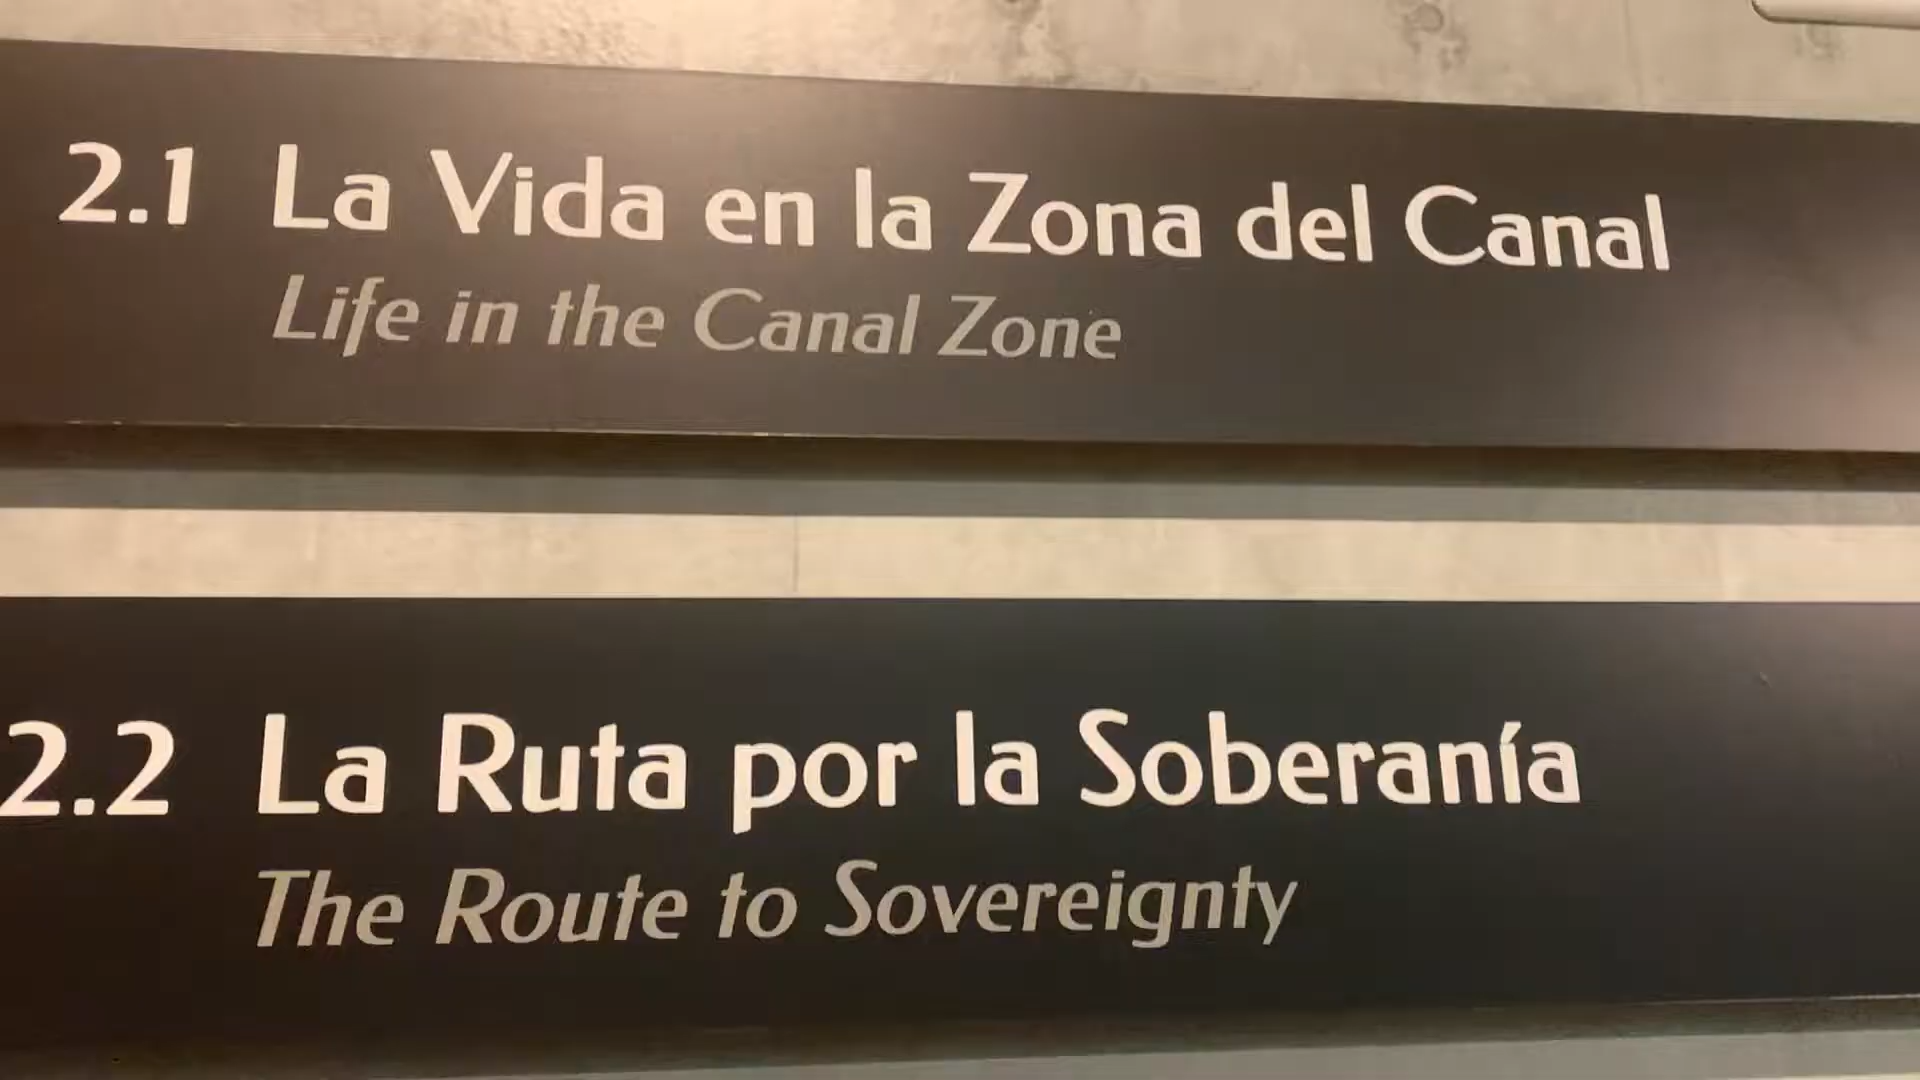 2.1 La Vida en la Zona del Canal
Life in the Canal Zone
2.2 La Ruta por la Soberanía
The Route to Sovereignty